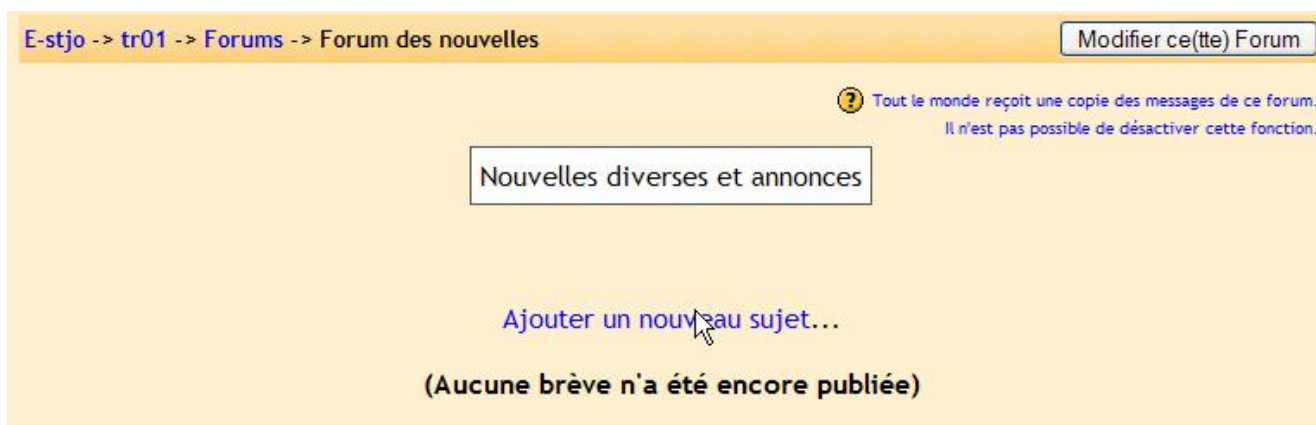 E-stjo -> tr01 -> Forums -> Forum des nouvelles
Modifier ce(tte) Forum
? Tout le monde reçoit une copie des messages de ce forum.
Il n'est pas possible de désactiver cette fonction.
Nouvelles diverses et annonces
Ajouter un nouveau sujet...
(Aucune brève n'a été encore publiée)